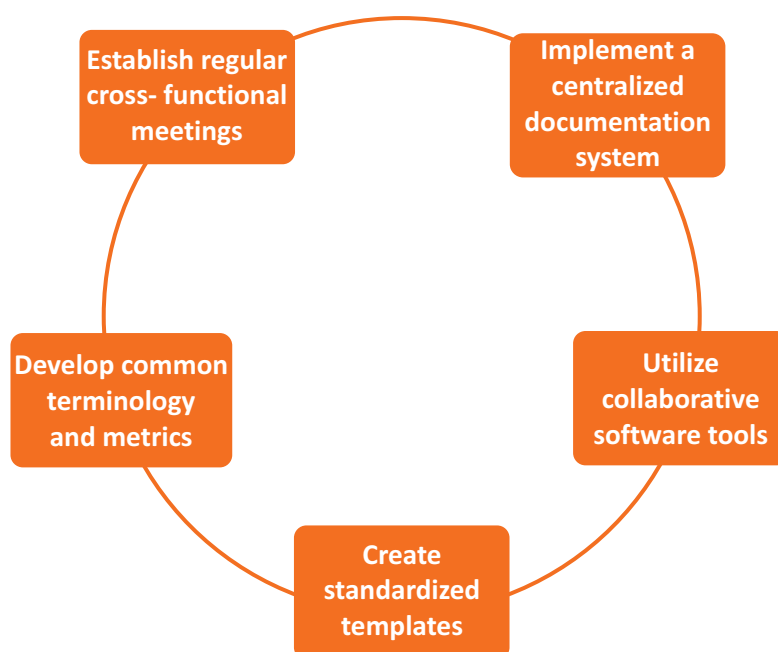 Establish regular
cross- functional
meetings
Implement a
centralized
documentation
system
Utilize
collaborative
software tools
Create
standardized
templates
Develop common
terminology
and metrics